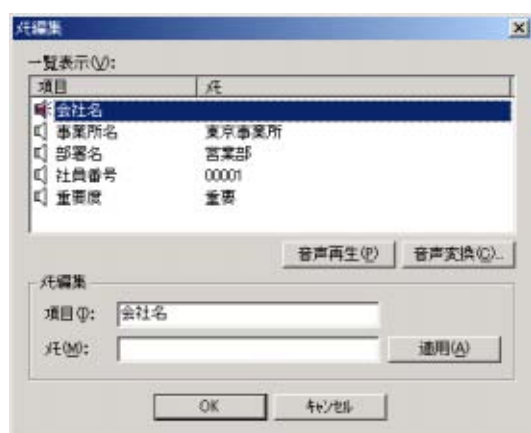 メモ編集
一覧表示(V):
項目 メモ
会社名
事業所名 東京事業所
部署名 営業部
社員番号 00001
重要度 重要
音声再生(P) 音声変換(C)...
メモ編集
項目(I): 会社名
メモ(M): 適用(A)
OK キャンセル